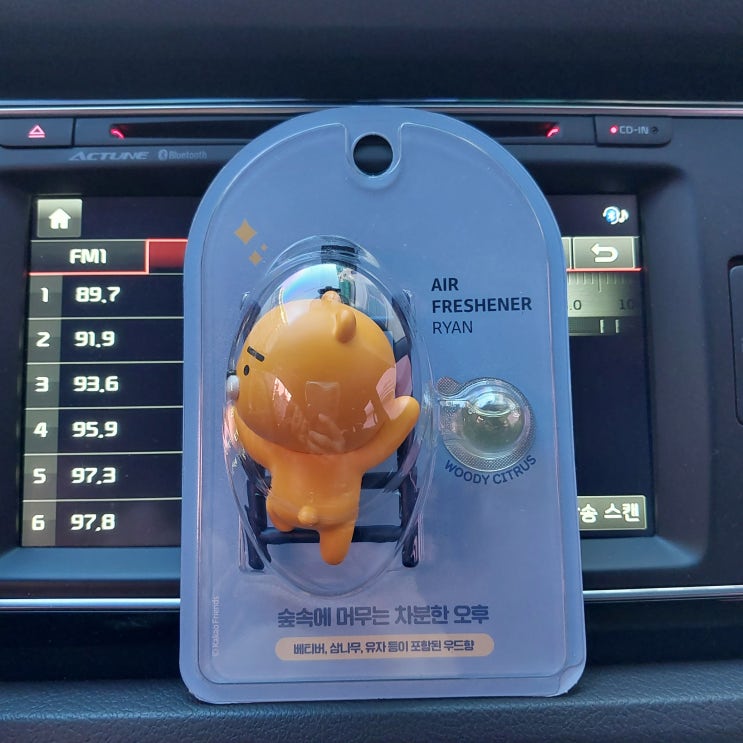 CD-IN
ACTUNE Bluetooth
FM1
1 89.7
2 91.9
3 93.6
4 95.9
5 97.3
6 97.8
.0 10
송 스캔
AIR
FRESHENER
RYAN
WOODY CITRUS
숲속에 머무는 차분한 오후
베티버, 삼나무, 유자 등이 포함된 우드향
© Kakao Friends